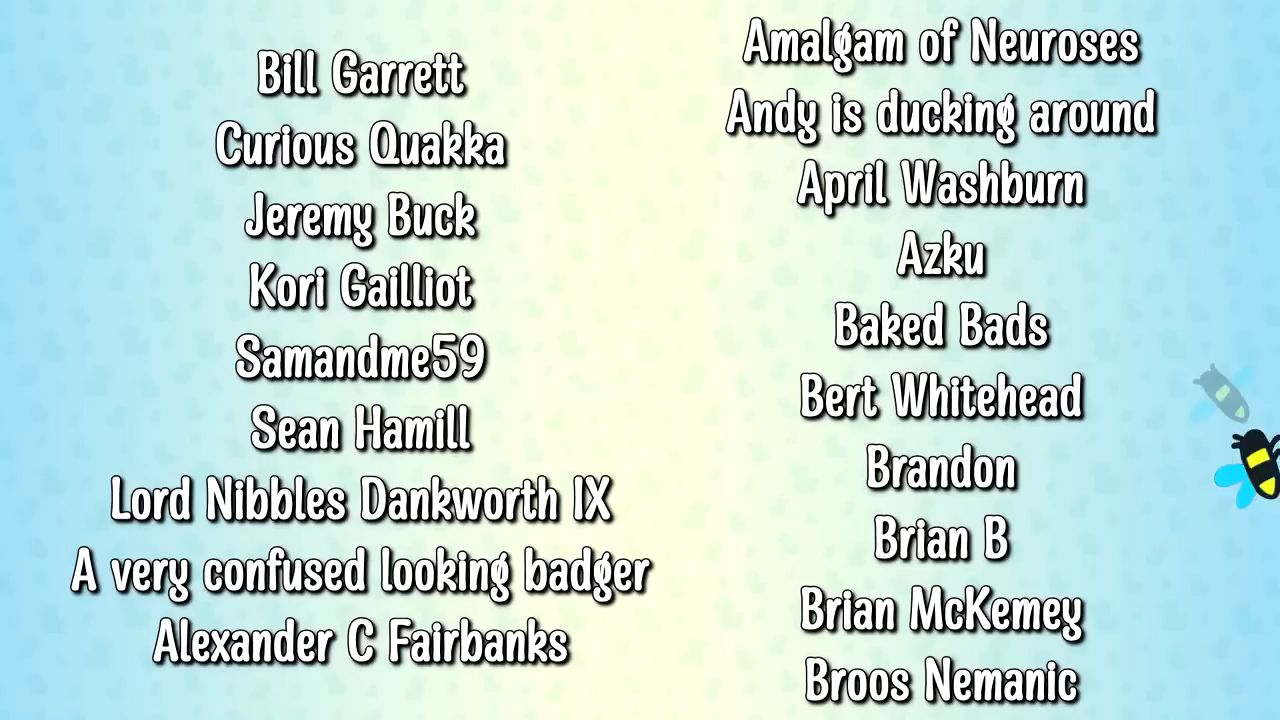 Bill Garrett
Curious Quakka
Jeremy Buck
Kori Gailliot
Samandme59
Sean Hamill
Lord Nibbles Dankworth IX
A very confused looking badger
Alexander C Fairbanks
Amalgam of Neuroses
Andy is ducking around
April Washburn
Azku
Baked Bads
Bert Whitehead
Brandon
Brian B
Brian McKemey
Broos Nemanic